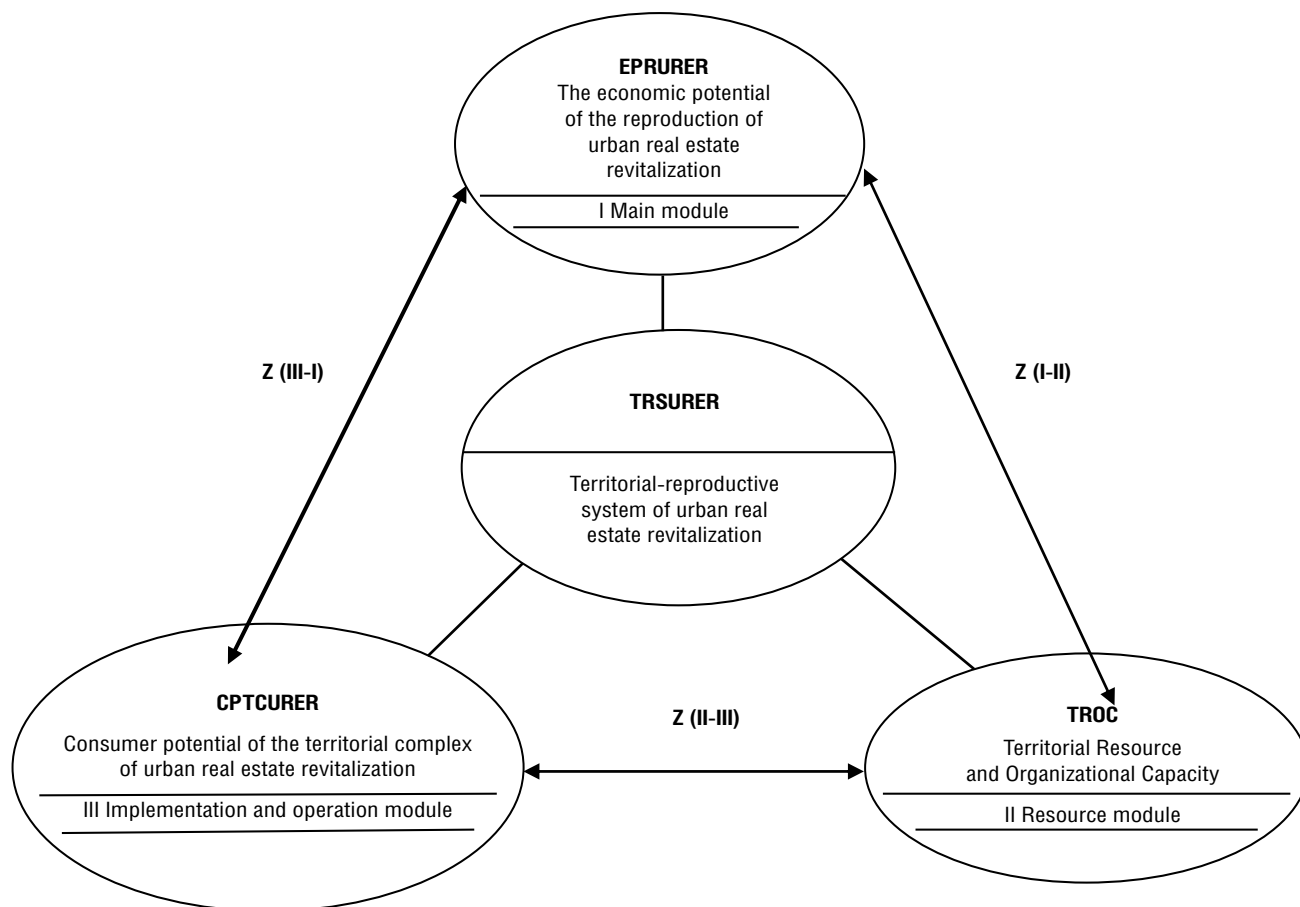 EPRURER
The economic potential
of the reproduction of
urban real estate
revitalization
I Main module
Z (III-I)
Z (I-II)
TRSURER
Territorial-reproductive
system of urban real
estate revitalization
CPTCURER
Consumer potential of the territorial complex
of urban real estate revitalization
III Implementation and operation module
Z (II-III)
TROC
Territorial Resource
and Organizational Capacity
II Resource module